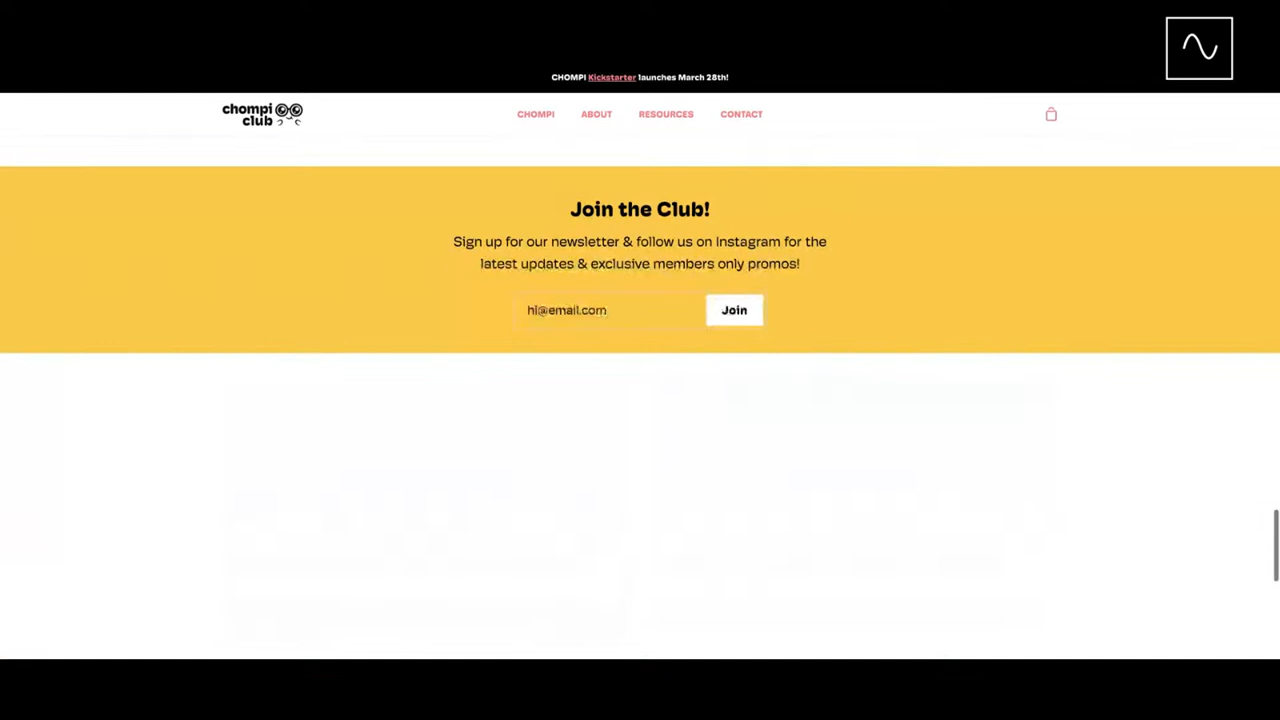 CHOMPI Kickstarter launches March 28th!
chompi
club
CHOMPI
ABOUT
RESOURCES
CONTACT
Join the Club!
Sign up for our newsletter & follow us on Instagram for the
latest updates & exclusive members only promos!
hi@email.com
Join